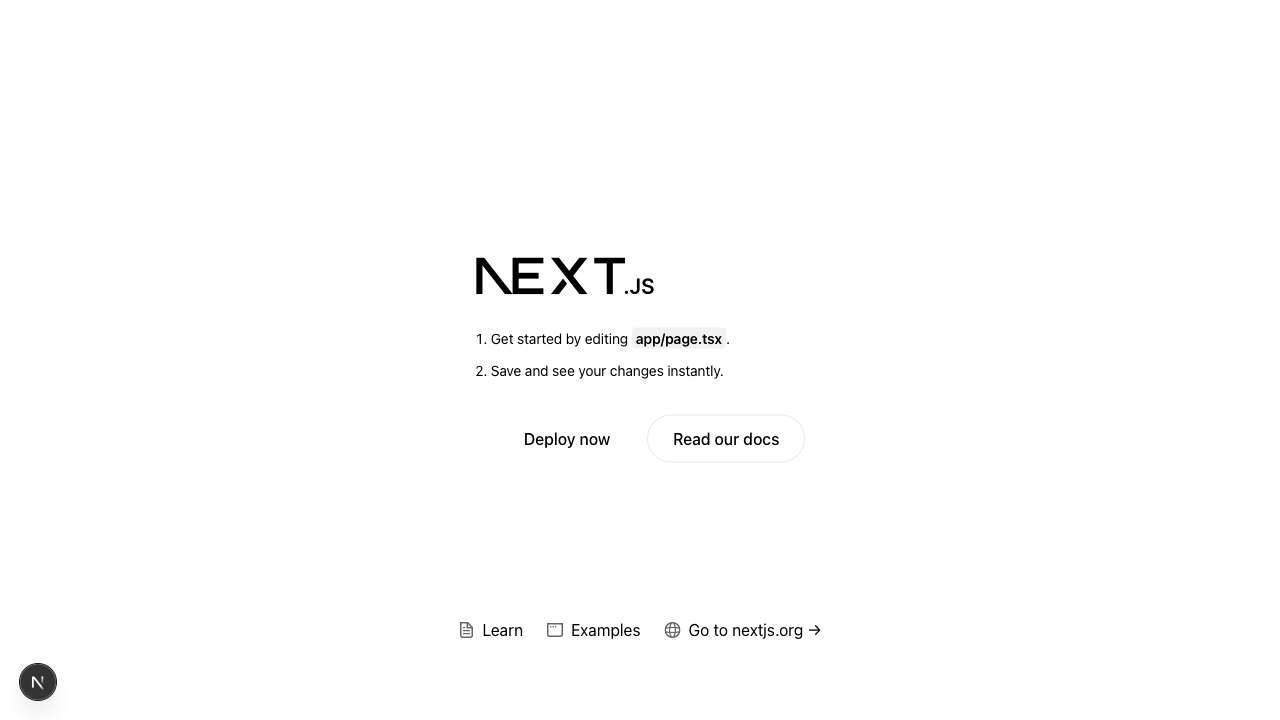 NEXT.JS
1. Get started by editing app/page.tsx.
2. Save and see your changes instantly.
Deploy now
Read our docs
Learn
Examples
Go to nextjs.org →
N